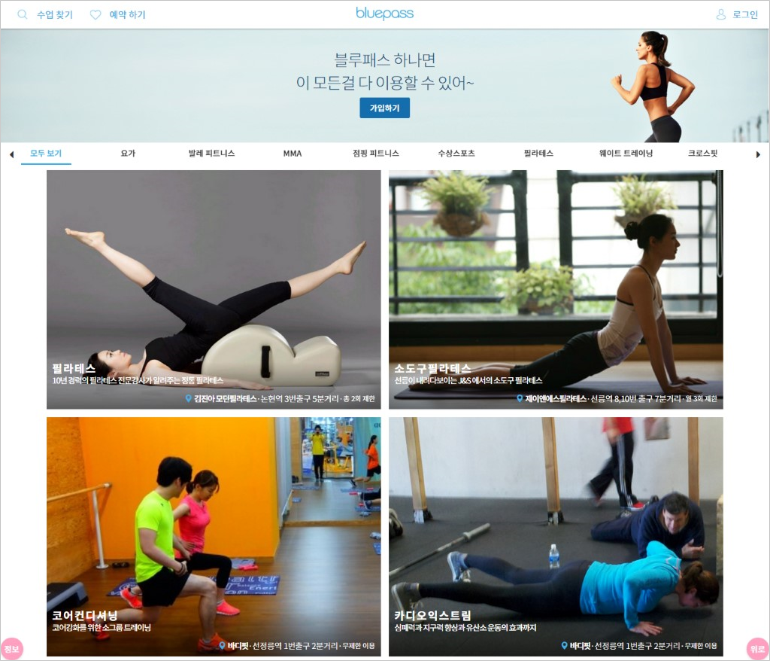 수업 찾기
예약 하기
bluepass
로그인
블루패스 하나면
이 모든걸 다 이용할 수 있어~
가입하기
모두 보기
요가
발레 피트니스
MMA
점핑 피트니스
수상스포츠
필라테스
웨이트 트레이닝
크로스핏
필라테스
10년 경력의 필라테스 전문강사가 알려주는 정통 필라테스
김진아 모던필라테스 · 논현역 3번출구 5분거리 · 총 2회 제한
소도구필라테스
선릉이 내려다보이는 J&S 에서의 소도구 필라테스
제이앤에스필라테스 · 선릉역 8,10번 출구 7분거리 · 월 3회 제한
코어컨디셔닝
코어강화를 위한 소그룹 트레이닝
바디핏 · 선정릉역 1번출구 2분거리 · 무제한 이용
카디오익스트림
심폐력과 지구력 향상과 유산소 운동의 효과까지
바디핏 · 선정릉역 1번출구 2분거리 · 무제한 이용
정보
위로